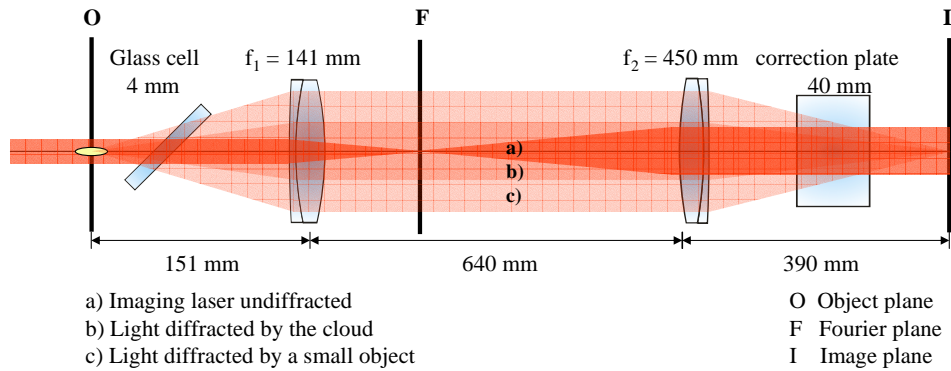 O F I
Glass cell
4 mm
f₁ = 141 mm
f₂ = 450 mm
correction plate
40 mm
a)
b)
c)
151 mm 640 mm 390 mm
a) Imaging laser undiffracted
b) Light diffracted by the cloud
c) Light diffracted by a small object
O Object plane
F Fourier plane
I Image plane